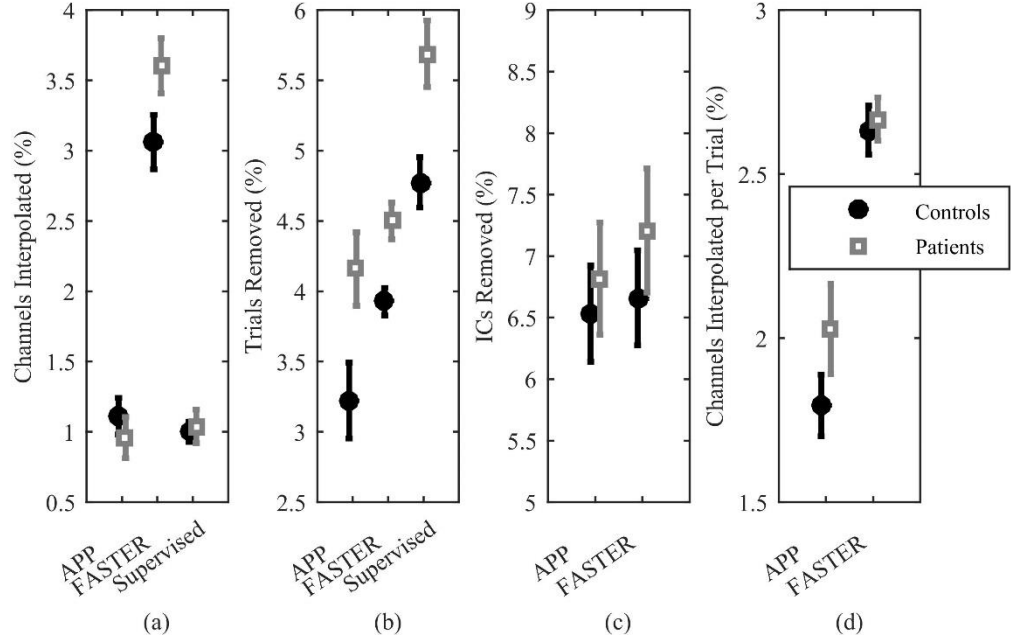 Channels Interpolated (%)
4
3.5
3
2.5
2
1.5
1
0.5
APP
FASTER
Supervised
(a)
Trials Removed (%)
6
5.5
5
4.5
4
3.5
3
2.5
APP
FASTER
Supervised
(b)
ICs Removed (%)
9
8.5
8
7.5
7
6.5
6
5.5
5
APP
FASTER
(c)
Channels Interpolated per Trial (%)
3
2.5
2
1.5
APP
FASTER
(d)
Controls
Patients